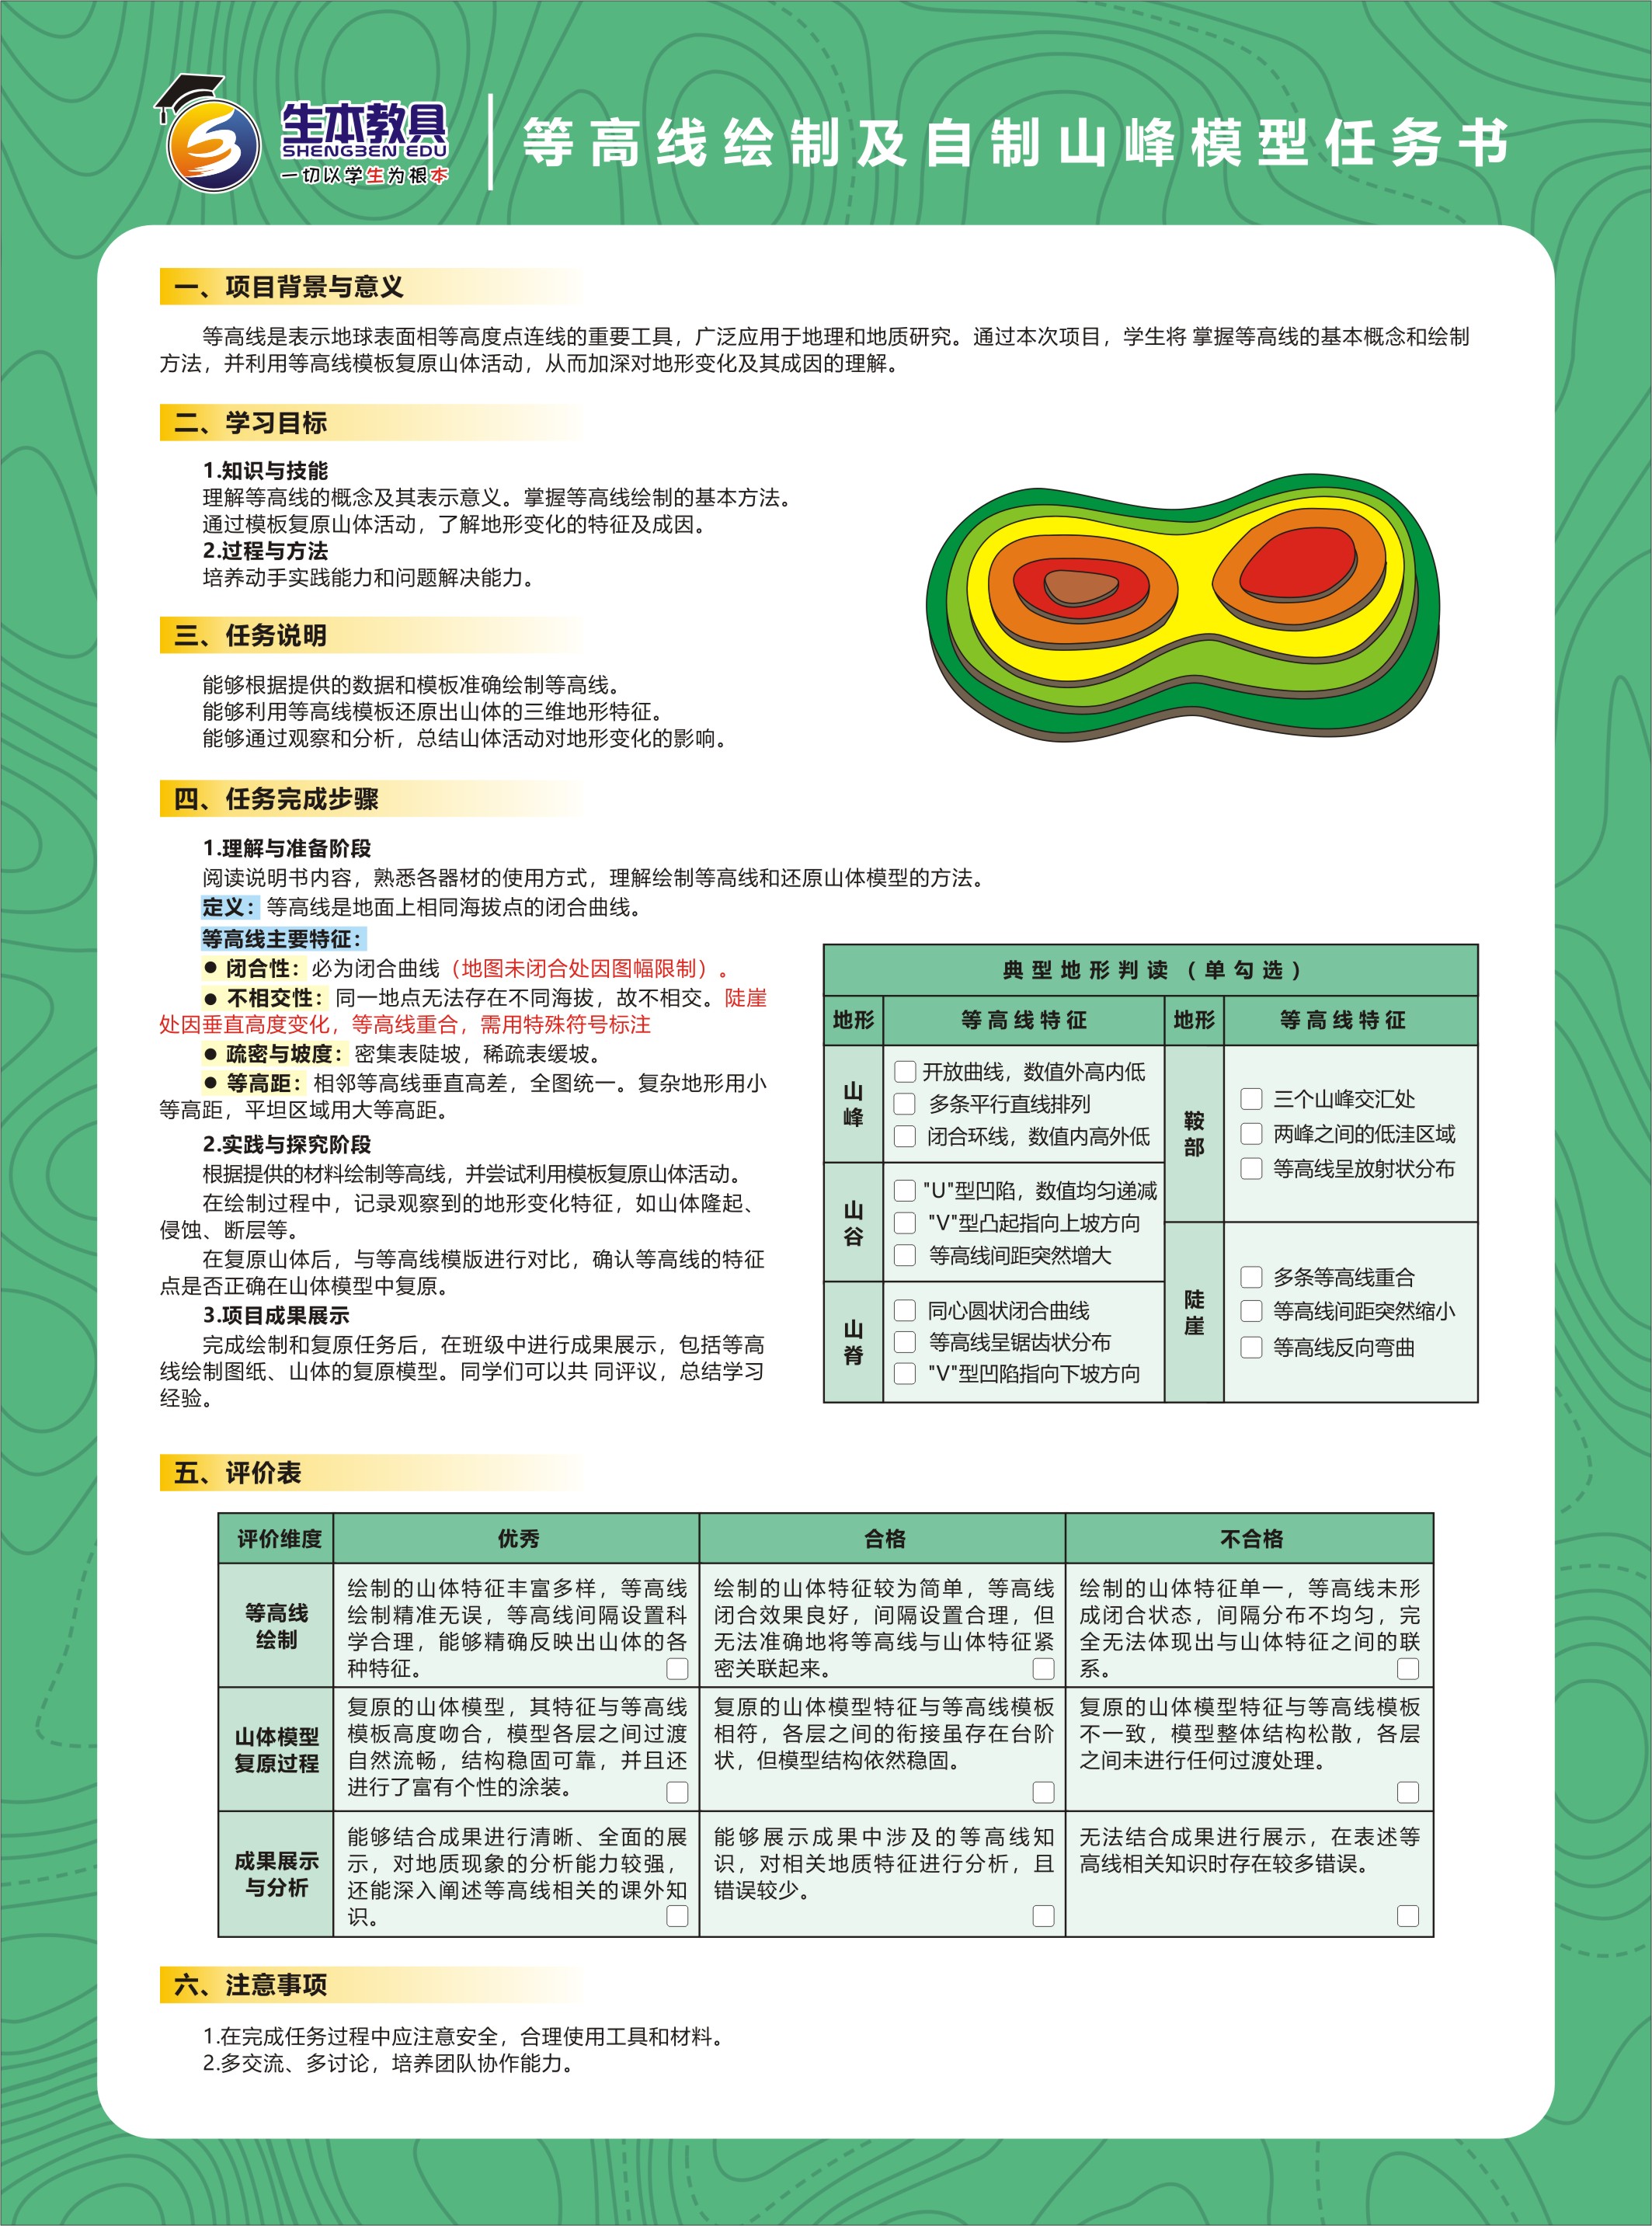 生本教具
SHENGBEN EDU
一切以学生为根本
等高线绘制及自制山峰模型任务书
一、项目背景与意义
等高线是表示地球表面相等高度点连线的重要工具，广泛应用于地理和地质研究。通过本次项目，学生将 掌握等高线的基本概念和绘制
方法，并利用等高线模板复原山体活动，从而加深对地形变化及其成因的理解。
二、学习目标
1.知识与技能
理解等高线的概念及其表示意义。掌握等高线绘制的基本方法。
通过模板复原山体活动，了解地形变化的特征及成因。
2.过程与方法
培养动手实践能力和问题解决能力。
三、任务说明
能够根据提供的数据和模板准确绘制等高线。
能够利用等高线模板还原出山体的三维地形特征。
能够通过观察和分析，总结山体活动对地形变化的影响。
四、任务完成步骤
1.理解与准备阶段
阅读说明书内容，熟悉各器材的使用方式，理解绘制等高线和还原山体模型的方法。
定义：等高线是地面上相同海拔点的闭合曲线。
等高线主要特征：
● 闭合性：必为闭合曲线（地图未闭合处因图幅限制）。
● 不相交性：同一地点无法存在不同海拔，故不相交。陡崖
处因垂直高度变化，等高线重合，需用特殊符号标注
● 疏密与坡度：密集表陡坡，稀疏表缓坡。
● 等高距：相邻等高线垂直高差，全图统一。复杂地形用小
等高距，平坦区域用大等高距。
2.实践与探究阶段
根据提供的材料绘制等高线，并尝试利用模板复原山体活动。
在绘制过程中，记录观察到的地形变化特征，如山体隆起、
侵蚀、断层等。
在复原山体后，与等高线模版进行对比，确认等高线的特征
点是否正确在山体模型中复原。
3.项目成果展示
完成绘制和复原任务后，在班级中进行成果展示，包括等高
线绘制图纸、山体的复原模型。同学们可以共 同评议，总结学习
经验。
典型地形判读（单勾选）
地形 等高线特征 地形 等高线特征
山峰
开放曲线，数值外高内低
多条平行直线排列
闭合环线，数值内高外低
山谷
"U"型凹陷，数值均匀递减
"V"型凸起指向上坡方向
等高线间距突然增大
山脊
同心圆状闭合曲线
等高线呈锯齿状分布
"V"型凹陷指向下坡方向
鞍部
三个山峰交汇处
两峰之间的低洼区域
等高线呈放射状分布
陡崖
多条等高线重合
等高线间距突然缩小
等高线反向弯曲
五、评价表
评价维度 优秀 合格 不合格
等高线
绘制
绘制的山体特征丰富多样，等高线
绘制精准无误，等高线间隔设置科
学合理，能够精确反映出山体的各
种特征。
绘制的山体特征较为简单，等高线
闭合效果良好，间隔设置合理，但
无法准确地将等高线与山体特征紧
密关联起来。
绘制的山体特征单一，等高线未形
成闭合状态，间隔分布不均匀，完
全无法体现出与山体特征之间的联
系。
山体模型
复原过程
复原的山体模型，其特征与等高线
模板高度吻合，模型各层之间过渡
自然流畅，结构稳固可靠，并且还
进行了富有个性的涂装。
复原的山体模型特征与等高线模板
相符，各层之间的衔接虽存在台阶
状，但模型结构依然稳固。
复原的山体模型特征与等高线模板
不一致，模型整体结构松散，各层
之间未进行任何过渡处理。
成果展示
与分析
能够结合成果进行清晰、全面的展
示，对地质现象的分析能力较强，
还能深入阐述等高线相关的课外知
识。
能够展示成果中涉及的等高线知
识，对相关地质特征进行分析，且
错误较少。
无法结合成果进行展示，在表述等
高线相关知识时存在较多错误。
六、注意事项
1.在完成任务过程中应注意安全，合理使用工具和材料。
2.多交流、多讨论，培养团队协作能力。